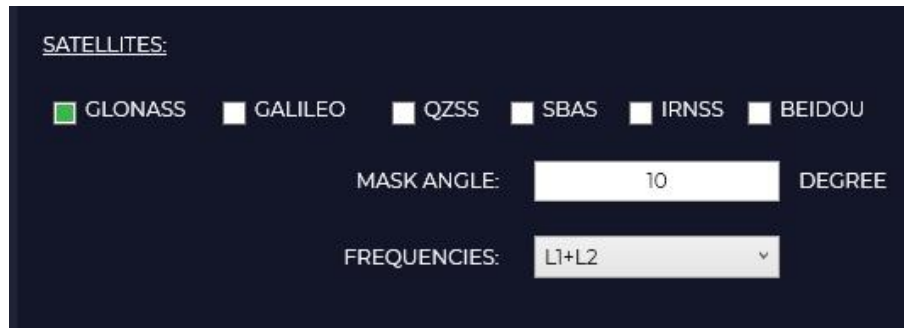 SATELLITES:
GLONASS GALILEO QZSS SBAS IRNSS BEIDOU
MASK ANGLE: 10 DEGREE
FREQUENCIES: L1+L2